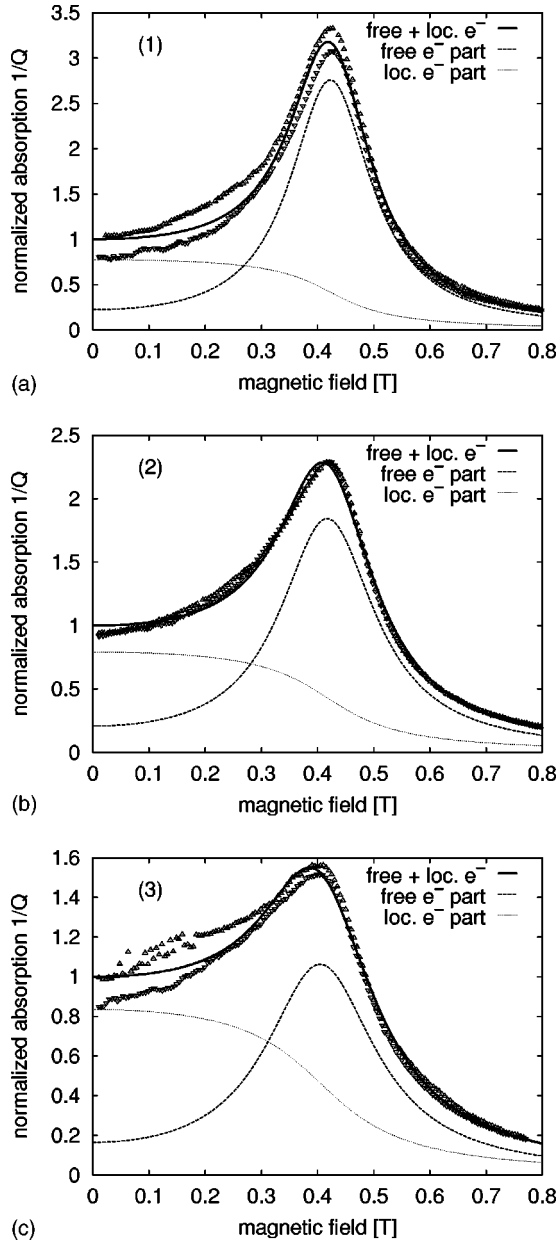 (1)
free + loc. e⁻
free e⁻ part
loc. e⁻ part
normalized absorption 1/Q
3.5
3
2.5
2
1.5
1
0.5
0
0 0.1 0.2 0.3 0.4 0.5 0.6 0.7 0.8
magnetic field [T]
(a)
(2)
free + loc. e⁻
free e⁻ part
loc. e⁻ part
normalized absorption 1/Q
2.5
2
1.5
1
0.5
0
0 0.1 0.2 0.3 0.4 0.5 0.6 0.7 0.8
magnetic field [T]
(b)
(3)
free + loc. e⁻
free e⁻ part
loc. e⁻ part
normalized absorption 1/Q
1.6
1.4
1.2
1
0.8
0.6
0.4
0.2
0
0 0.1 0.2 0.3 0.4 0.5 0.6 0.7 0.8
magnetic field [T]
(c)